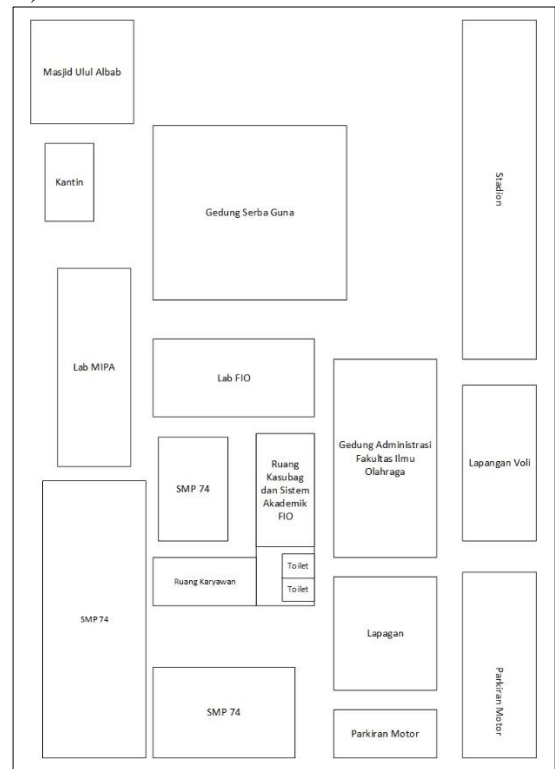 Masjid Ulul Albab
Stadion
Kantin
Gedung Serba Guna
Lab MIPA
Lab FIO
Gedung Administrasi
Fakultas Ilmu
Olahraga
Lapangan Voli
SMP 74
Ruang
Kasubag
dan Sistem
Akademik
FIO
Toilet
Toilet
Ruang Karyawan
SMP 74
Lapagan
Parkiran Motor
SMP 74
Parkiran Motor